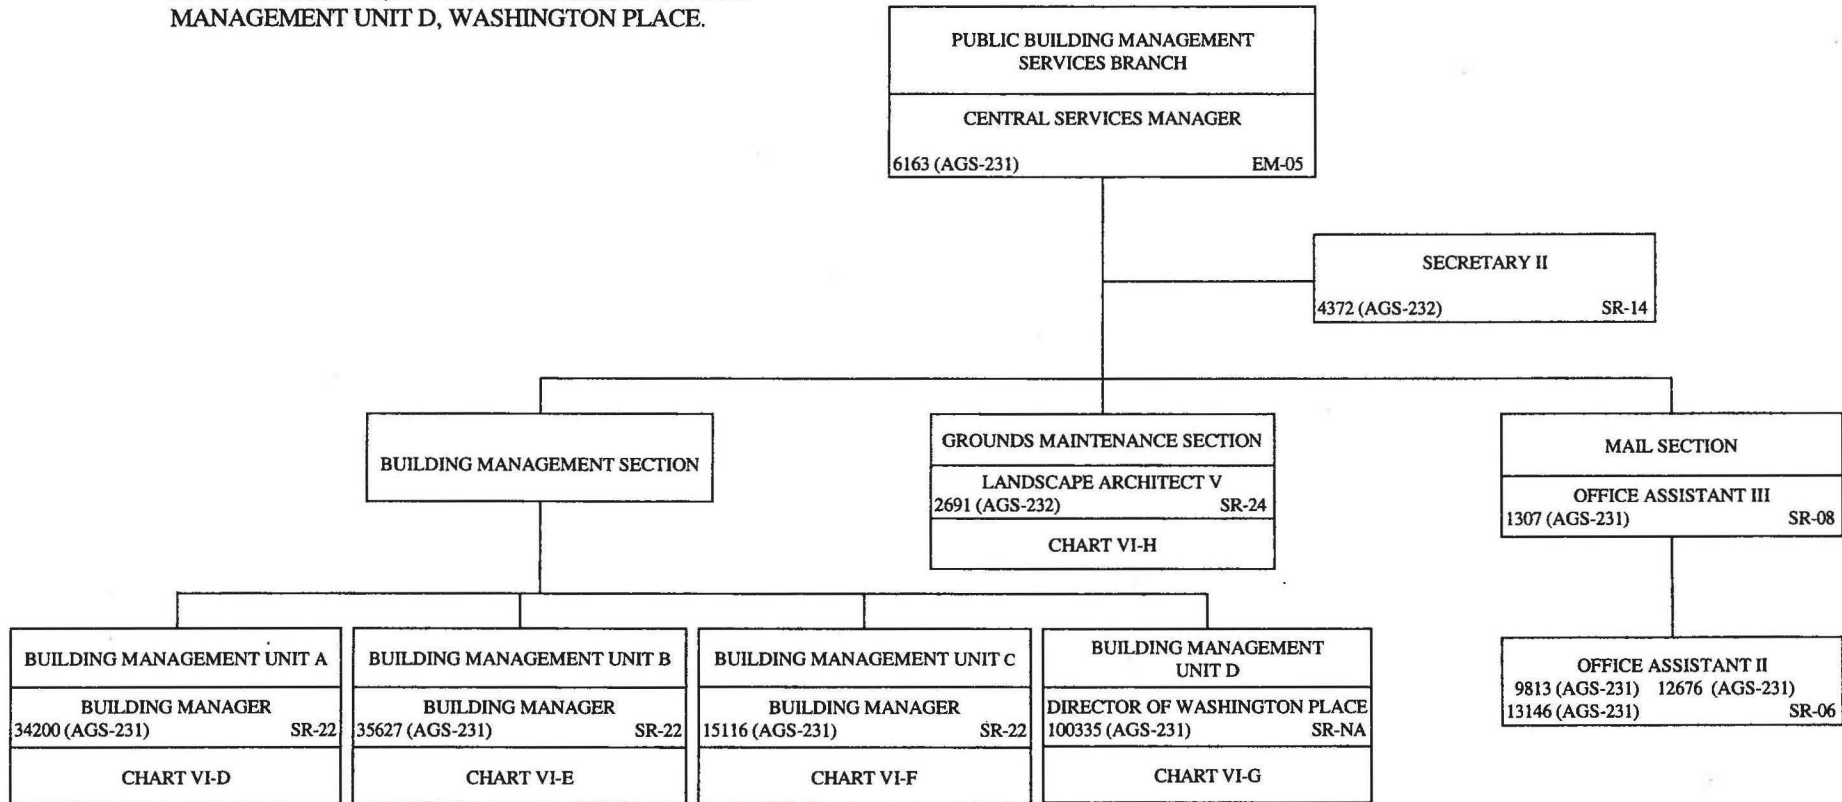 MANAGEMENT UNIT D, WASHINGTON PLACE.
PUBLIC BUILDING MANAGEMENT
SERVICES BRANCH
CENTRAL SERVICES MANAGER
6163 (AGS-231) EM-05
SECRETARY II
4372 (AGS-232) SR-14
BUILDING MANAGEMENT SECTION
GROUNDS MAINTENANCE SECTION
LANDSCAPE ARCHITECT V
2691 (AGS-232) SR-24
CHART VI-H
MAIL SECTION
OFFICE ASSISTANT III
1307 (AGS-231) SR-08
BUILDING MANAGEMENT UNIT A
BUILDING MANAGER
34200 (AGS-231) SR-22
CHART VI-D
BUILDING MANAGEMENT UNIT B
BUILDING MANAGER
35627 (AGS-231) SR-22
CHART VI-E
BUILDING MANAGEMENT UNIT C
BUILDING MANAGER
15116 (AGS-231) SR-22
CHART VI-F
BUILDING MANAGEMENT
UNIT D
DIRECTOR OF WASHINGTON PLACE
100335 (AGS-231) SR-NA
CHART VI-G
OFFICE ASSISTANT II
9813 (AGS-231) 12676 (AGS-231)
13146 (AGS-231) SR-06